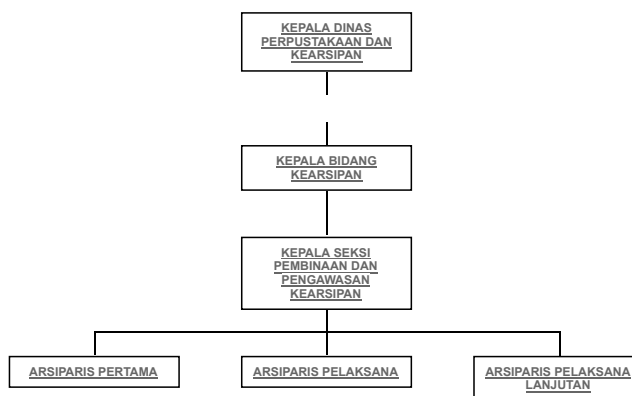 KEPALA DINAS
PERPUSTAKAAN DAN
KEARSIPAN
KEPALA BIDANG
KEARSIPAN
KEPALA SEKSI
PEMBINAAN DAN
PENGAWASAN
KEARSIPAN
ARSIPARIS PERTAMA
ARSIPARIS PELAKSANA
ARSIPARIS PELAKSANA
LANJUTAN